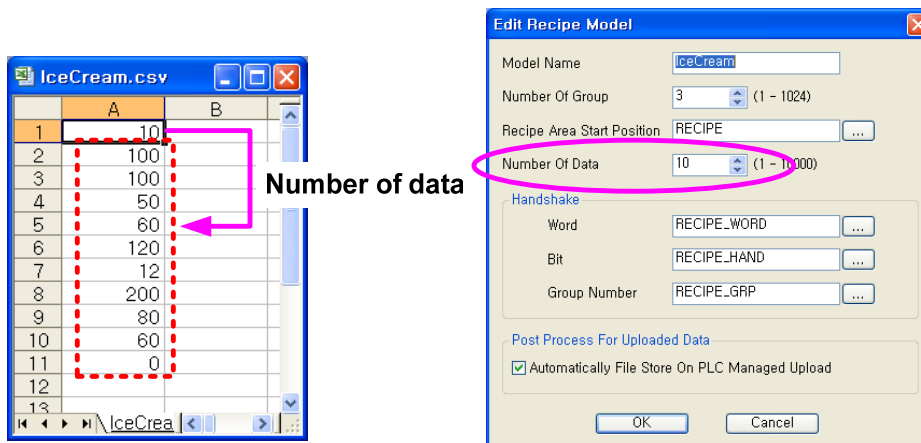 IceCream.csv
A B
1 10
2 100
3 100
4 50
5 60
6 120
7 12
8 200
9 80
10 60
11 0
12
13
IceCrea
Number of data
Edit Recipe Model
Model Name IceCream
Number Of Group 3 (1 - 1024)
Recipe Area Start Position RECIPE ...
Number Of Data 10 (1 - 10000)
Handshake
Word RECIPE_WORD ...
Bit RECIPE_HAND ...
Group Number RECIPE_GRP ...
Post Process For Uploaded Data
Automatically File Store On PLC Managed Upload
OK Cancel